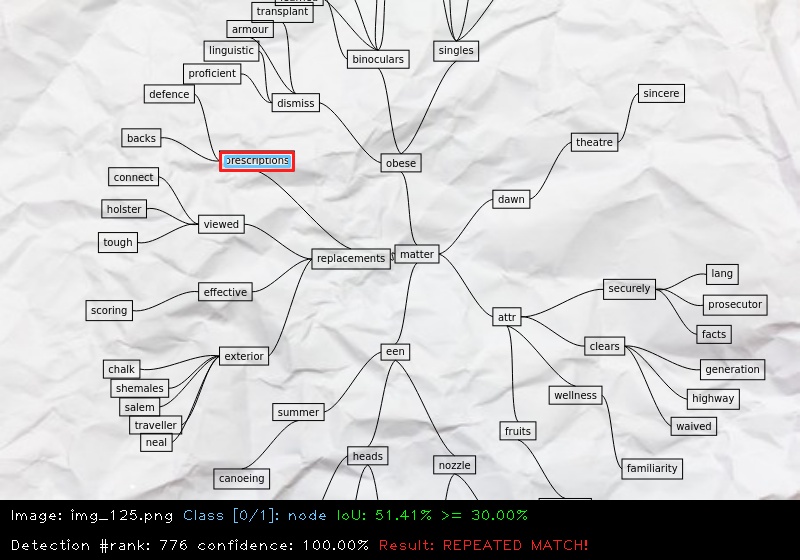 transplant
armour
linguistic
binoculars
singles
proficient
dismiss
defence
sincere
backs
theatre
prescriptions
obese
connect
dawn
holster
viewed
tough
replacements
matter
lang
securely
effective
prosecutor
scoring
attr
facts
clears
een
exterior
chalk
generation
shemales
wellness
highway
salem
summer
traveller
waived
fruits
neal
heads
nozzle
familiarity
canoeing
Image: img_125.png Class [0/1]: node IoU: 51.41% >= 30.00%
Detection #rank: 776 confidence: 100.00% Result: REPEATED MATCH!